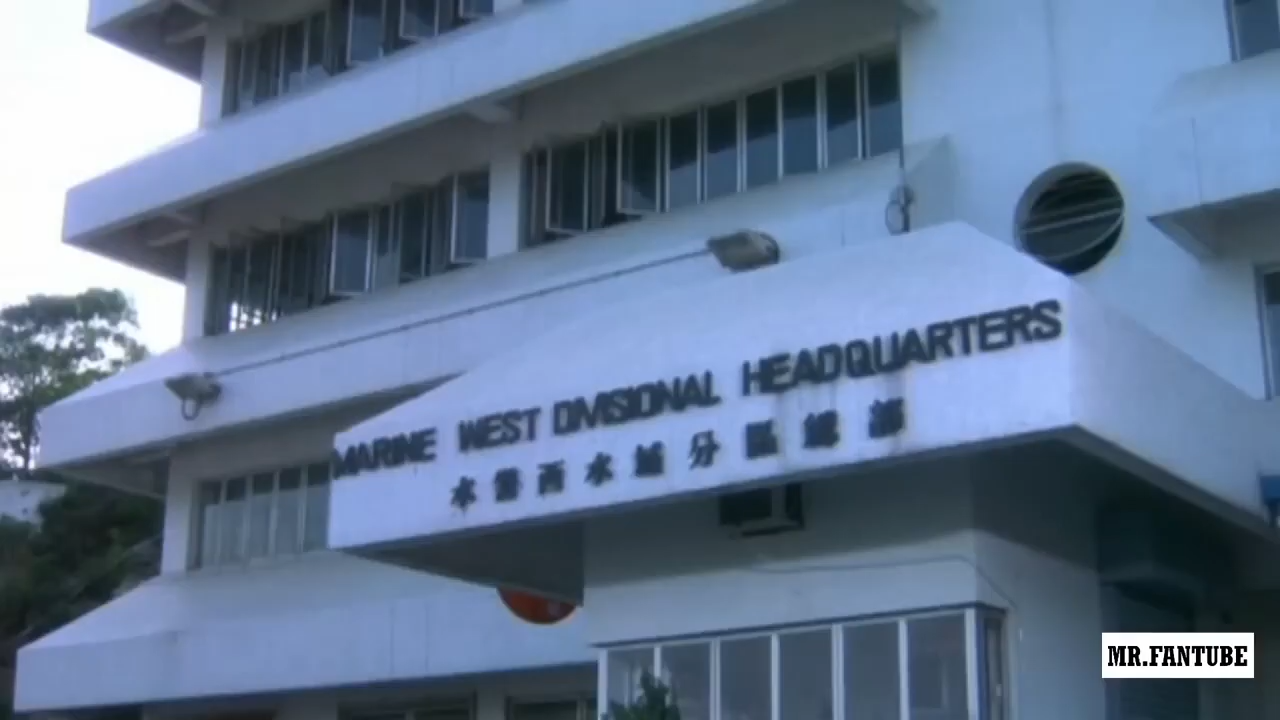 MARINE WEST DIVISIONAL HEADQUARTERS
水警西水域分區總部
MR.FANTUBE